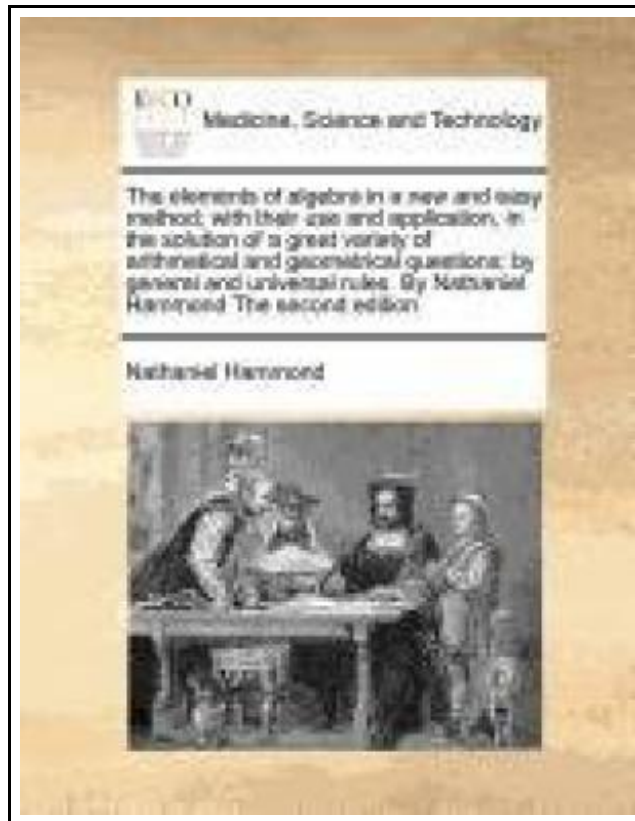 ECCO
Medicine, Science and Technology
The elements of algebra in a new and easy
method; with their use and application, in
the solution of a great variety of
arithmetical and geometrical questions; by
general and universal rules. By Nathaniel
Hammond The second edition
Nathaniel Hammond